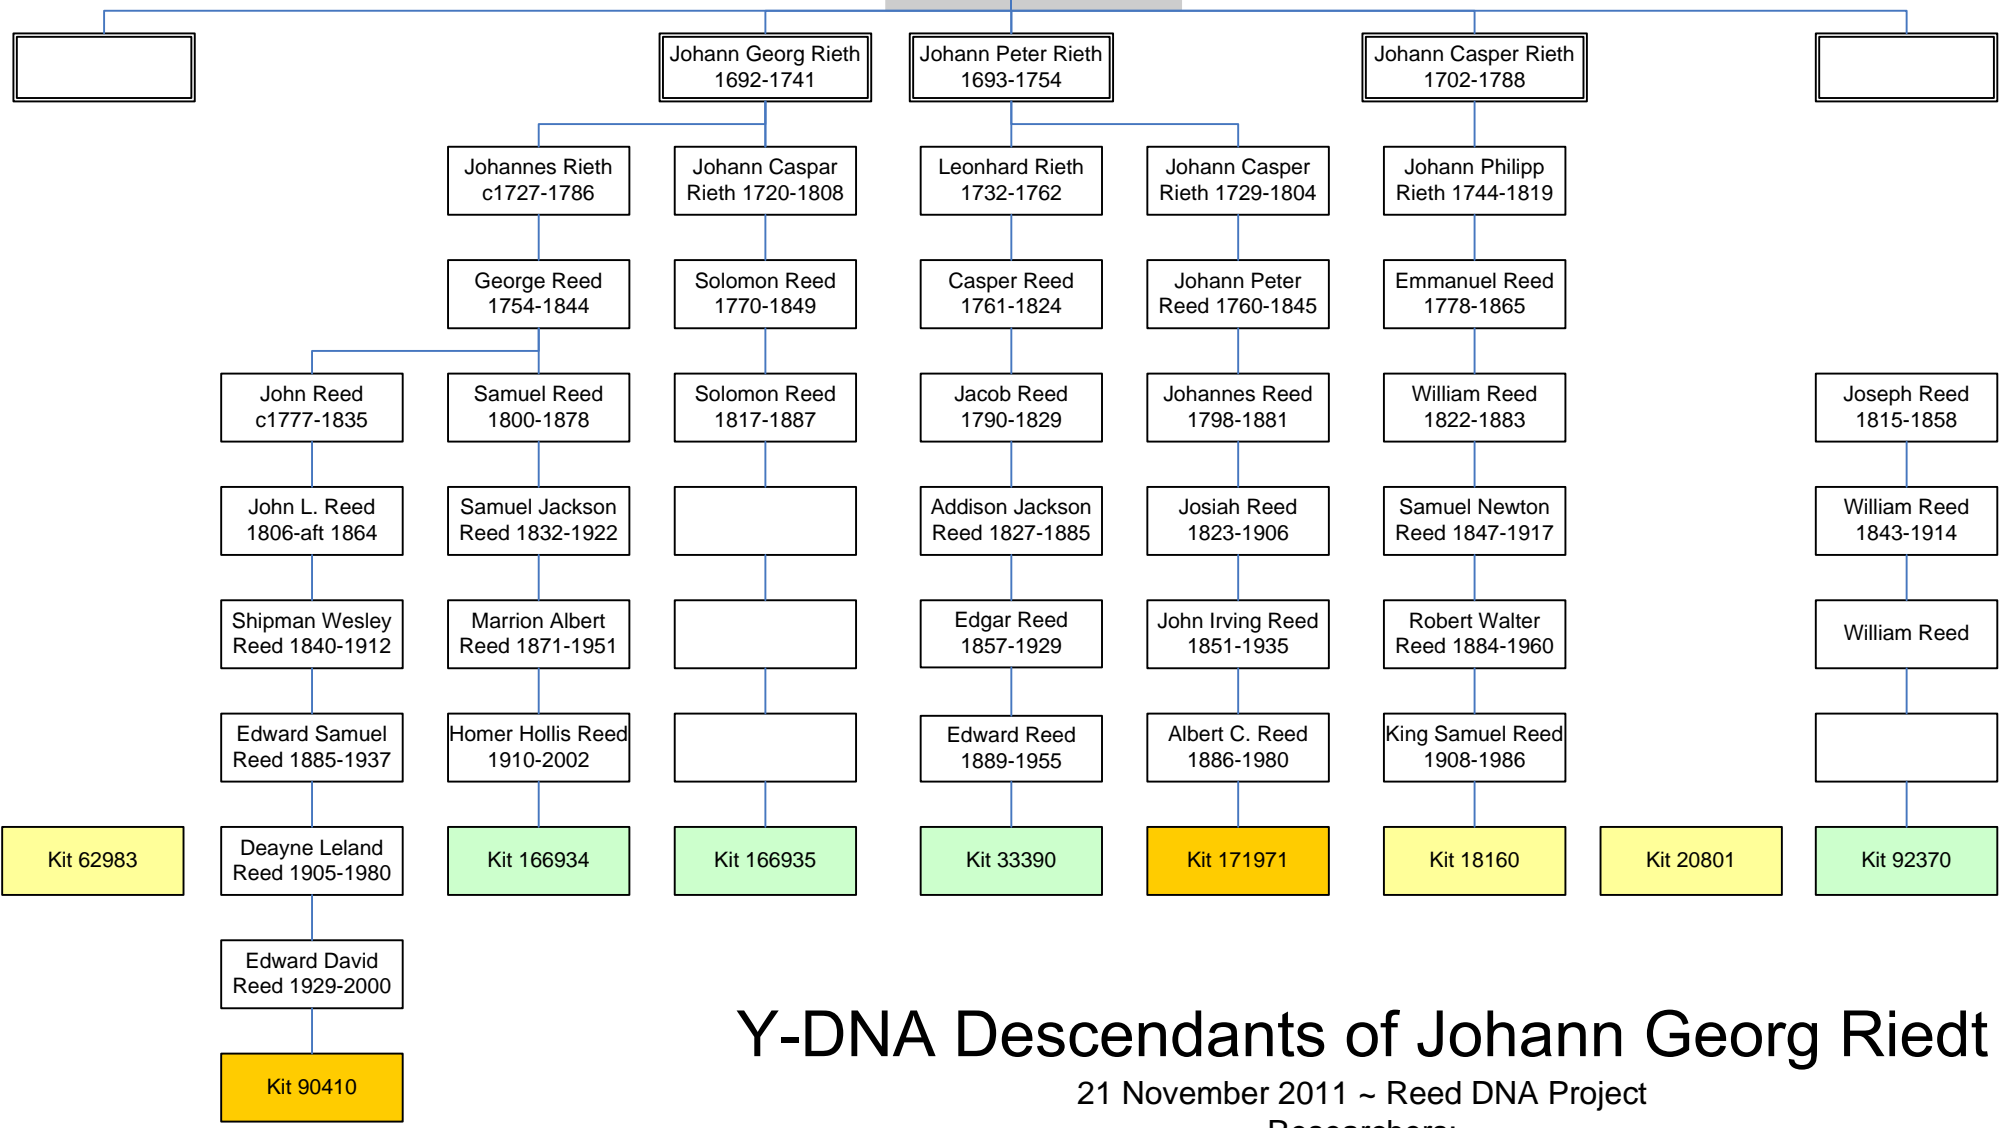 Johann Georg Rieth
1692-1741
Johann Peter Rieth
1693-1754
Johann Casper Rieth
1702-1788
Johannes Rieth
c1727-1786
Johann Caspar
Rieth 1720-1808
Leonhard Rieth
1732-1762
Johann Casper
Rieth 1729-1804
Johann Philipp
Rieth 1744-1819
George Reed
1754-1844
Solomon Reed
1770-1849
Casper Reed
1761-1824
Johann Peter
Reed 1760-1845
Emmanuel Reed
1778-1865
John Reed
c1777-1835
Samuel Reed
1800-1878
Solomon Reed
1817-1887
Jacob Reed
1790-1829
Johannes Reed
1798-1881
William Reed
1822-1883
Joseph Reed
1815-1858
John L. Reed
1806-aft 1864
Samuel Jackson
Reed 1832-1922
Addison Jackson
Reed 1827-1885
Josiah Reed
1823-1906
Samuel Newton
Reed 1847-1917
William Reed
1843-1914
Shipman Wesley
Reed 1840-1912
Marrion Albert
Reed 1871-1951
Edgar Reed
1857-1929
John Irving Reed
1851-1935
Robert Walter
Reed 1884-1960
William Reed
Edward Samuel
Reed 1885-1937
Homer Hollis Reed
1910-2002
Edward Reed
1889-1955
Albert C. Reed
1886-1980
King Samuel Reed
1908-1986
Kit 62983
Deayne Leland
Reed 1905-1980
Kit 166934
Kit 166935
Kit 33390
Kit 171971
Kit 18160
Kit 20801
Kit 92370
Edward David
Reed 1929-2000
Kit 90410
Y-DNA Descendants of Johann Georg Riedt
21 November 2011 ~ Reed DNA Project
Researchers: